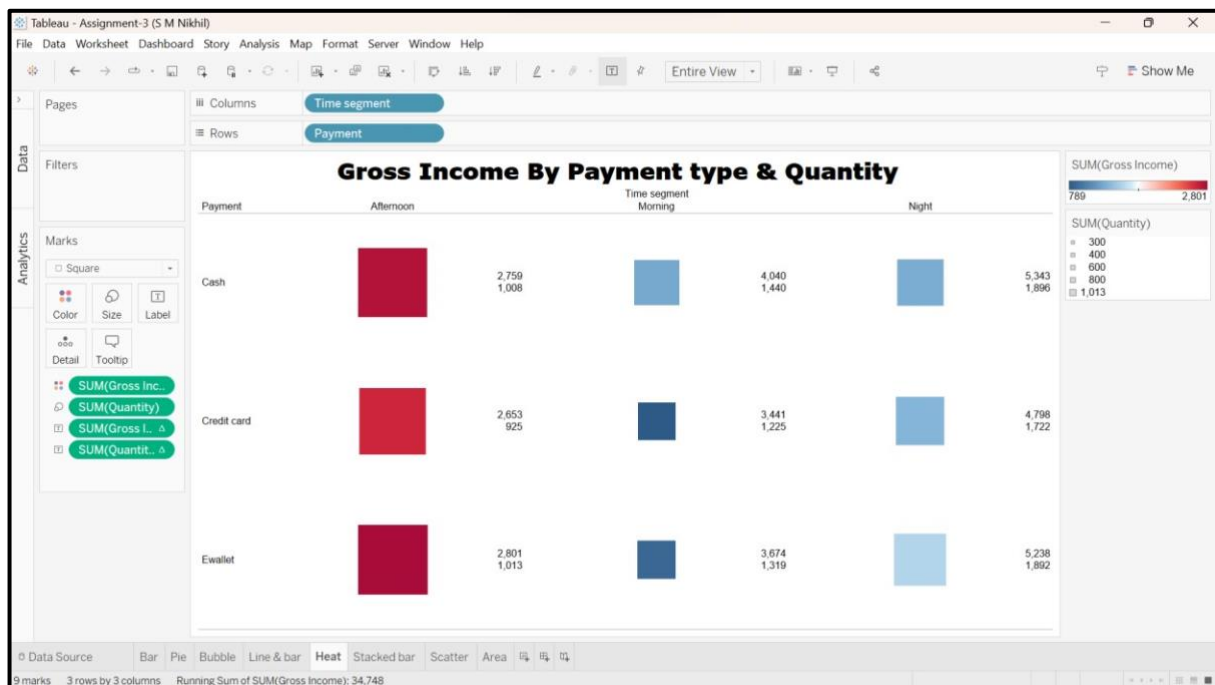 Tableau - Assignment-3 (S M Nikhil)
File Data Worksheet Dashboard Story Analysis Map Format Server Window Help
Entire View
Show Me
Pages
Columns Time segment
Rows Payment
Data
Analytics
Filters
Marks
Square
Color Size Label
Detail Tooltip
SUM(Gross Inc..
SUM(Quantity)
SUM(Gross I.. Δ
SUM(Quantit.. Δ
Gross Income By Payment type & Quantity
Time segment
Payment Afternoon Morning Night
Cash
2,759 4,040 5,343
1,008 1,440 1,896
Credit card
2,653 3,441 4,798
925 1,225 1,722
Ewallet
2,801 3,674 5,238
1,013 1,319 1,892
SUM(Gross Income)
789 2,801
SUM(Quantity)
300
400
600
800
1,013
Data Source Bar Pie Bubble Line & bar Heat Stacked bar Scatter Area
9 marks 3 rows by 3 columns Running Sum of SUM(Gross Income): 34,748